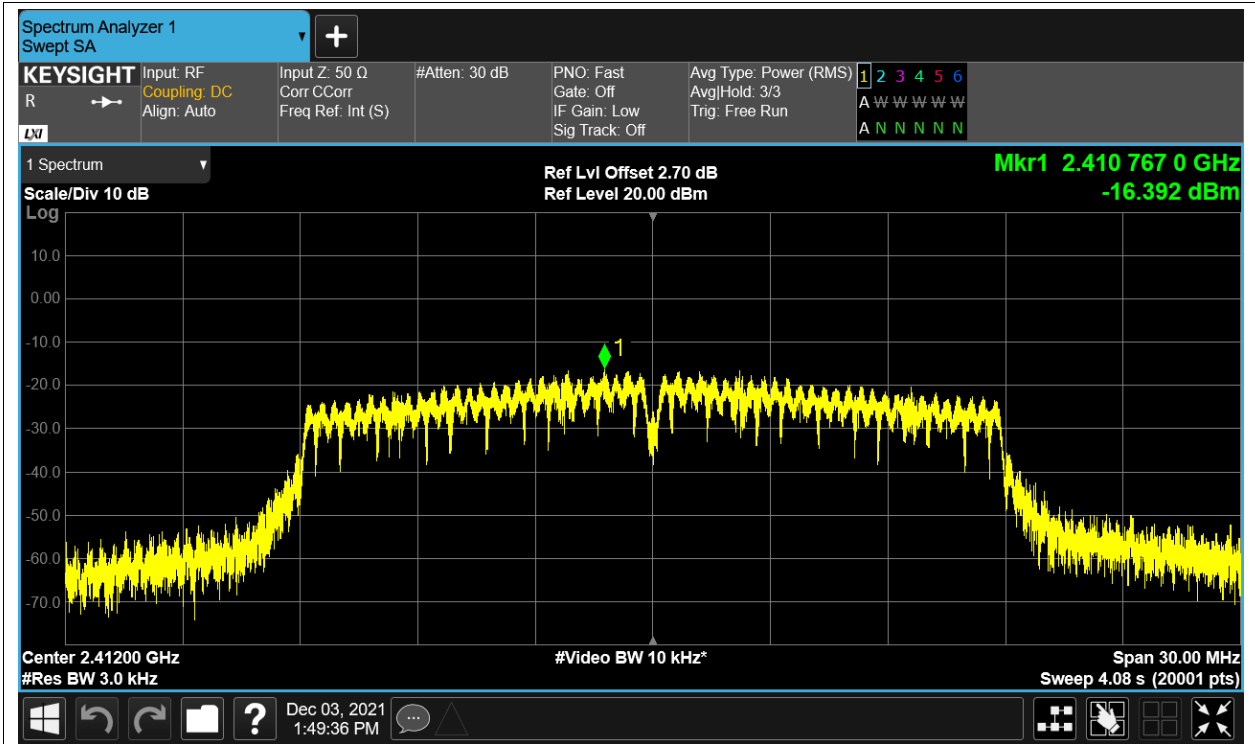 Spectrum Analyzer 1
Swept SA
KEYSIGHT
R
LXI
Input: RF
Coupling: DC
Align: Auto
Input Z: 50 Ω
Corr CCorr
Freq Ref: Int (S)
#Atten: 30 dB
PNO: Fast
Gate: Off
IF Gain: Low
Sig Track: Off
Avg Type: Power (RMS)
Avg|Hold: 3/3
Trig: Free Run
1 2 3 4 5 6
A W W W W W
A N N N N N
1 Spectrum
Scale/Div 10 dB
Log
Ref Lvl Offset 2.70 dB
Ref Level 20.00 dBm
Mkr1 2.410 767 0 GHz
-16.392 dBm
10.0
0.00
-10.0
-20.0
-30.0
-40.0
-50.0
-60.0
-70.0
1
Center 2.41200 GHz
#Res BW 3.0 kHz
#Video BW 10 kHz*
Span 30.00 MHz
Sweep 4.08 s (20001 pts)
?
Dec 03, 2021
1:49:36 PM